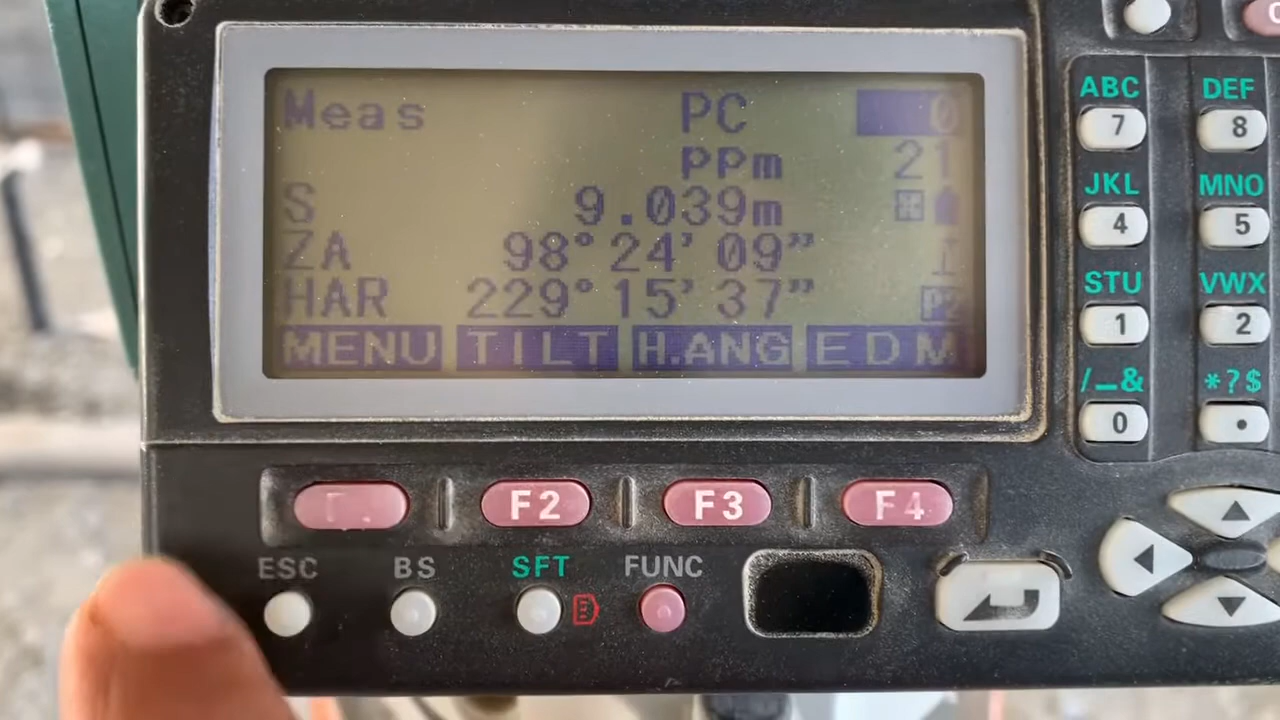 Meas PC 0
ppm 21
S 9.039m
ZA 98°24'09"
HAR 229°15'37" P2
MENU TILT H.ANG EDM
ABC DEF
7 8
JKL MNO
4 5
STU VWX
1 2
/_& *?$
0 .
F2 F3 F4
ESC BS SFT FUNC